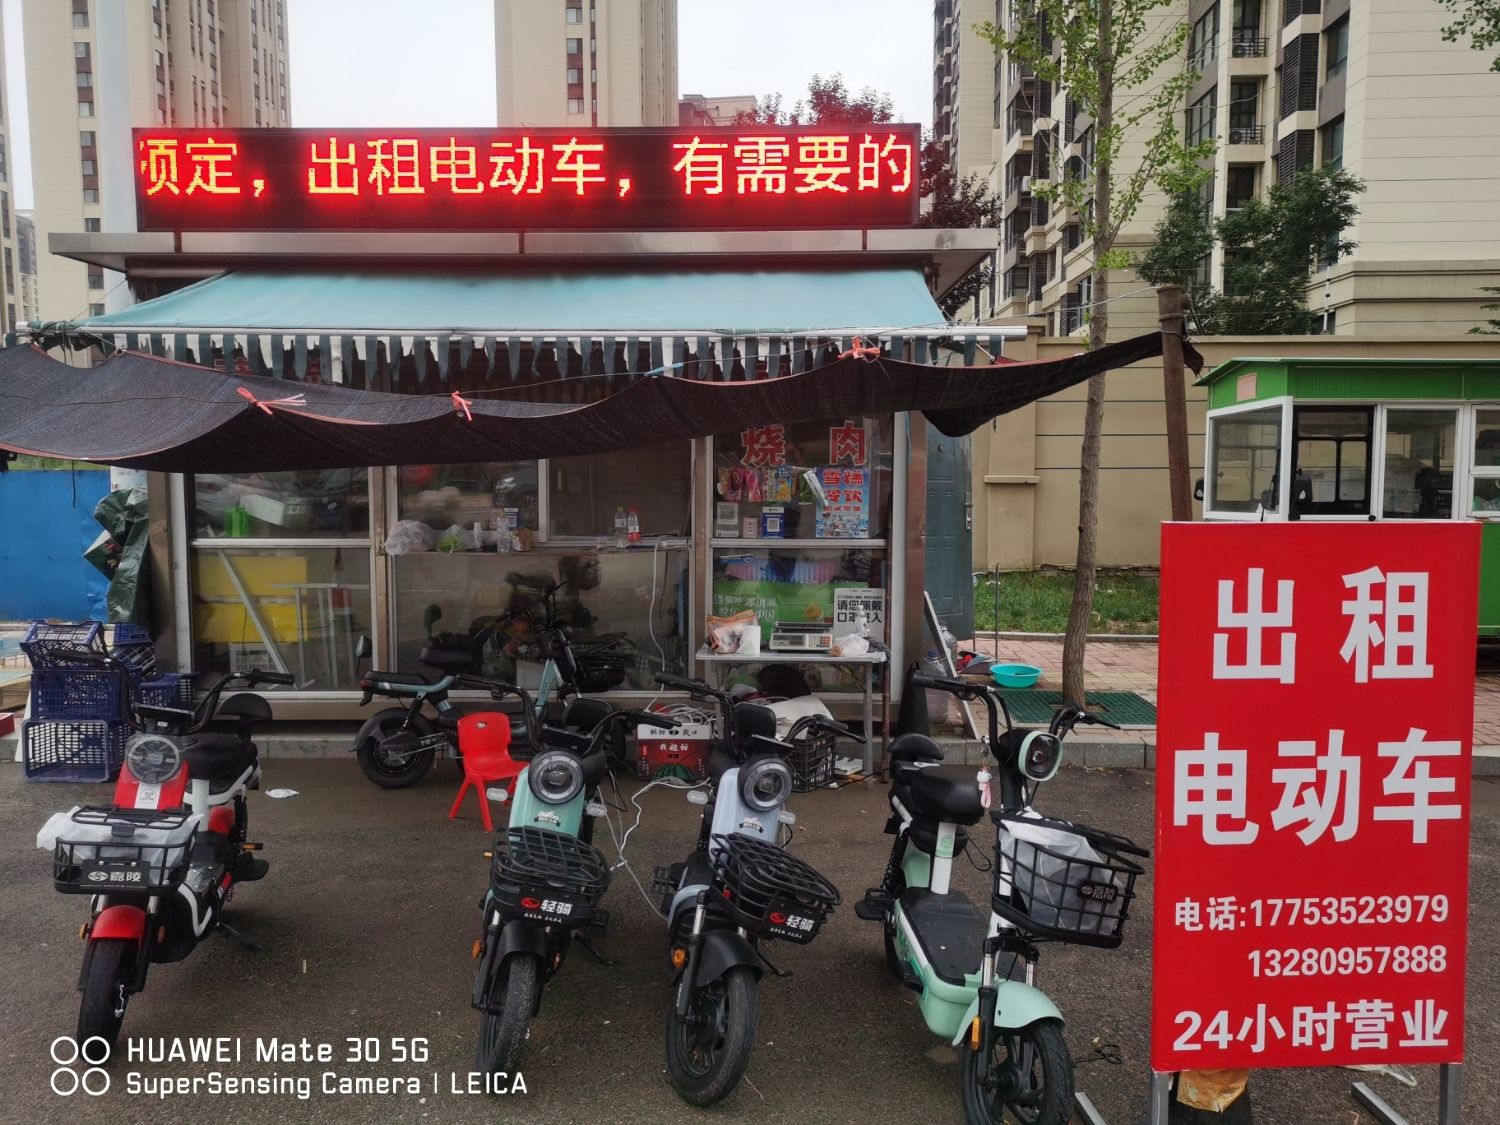 预定，出租电动车，有需要的
烧 肉
雪糕
冷饮
请您佩戴
口罩进入
出租
电动车
电话:17753523979
13280957888
24小时营业
嘉陵
轻骑
轻骑
嘉陵
HUAWEI Mate 30 5G
SuperSensing Camera | LEICA